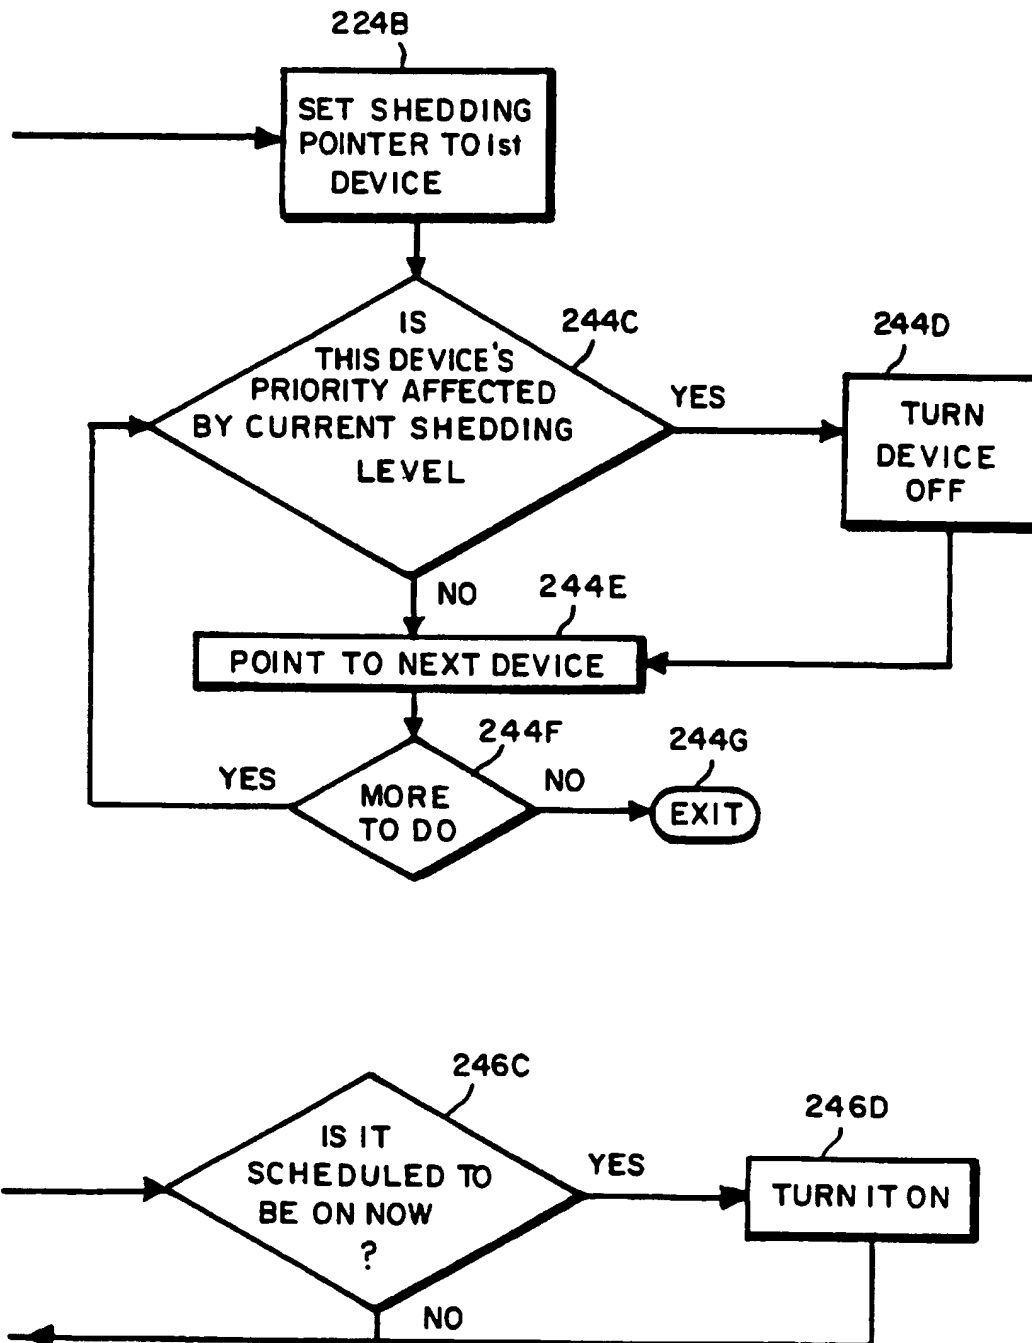 224B
SET SHEDDING
POINTER TO 1st
DEVICE
IS
THIS DEVICE'S
PRIORITY AFFECTED
BY CURRENT SHEDDING
LEVEL
244C
YES
244D
TURN
DEVICE
OFF
NO
244E
POINT TO NEXT DEVICE
244F
YES
MORE
TO DO
NO
244G
EXIT
246C
IS IT
SCHEDULED TO
BE ON NOW
?
YES
246D
TURN IT ON
NO